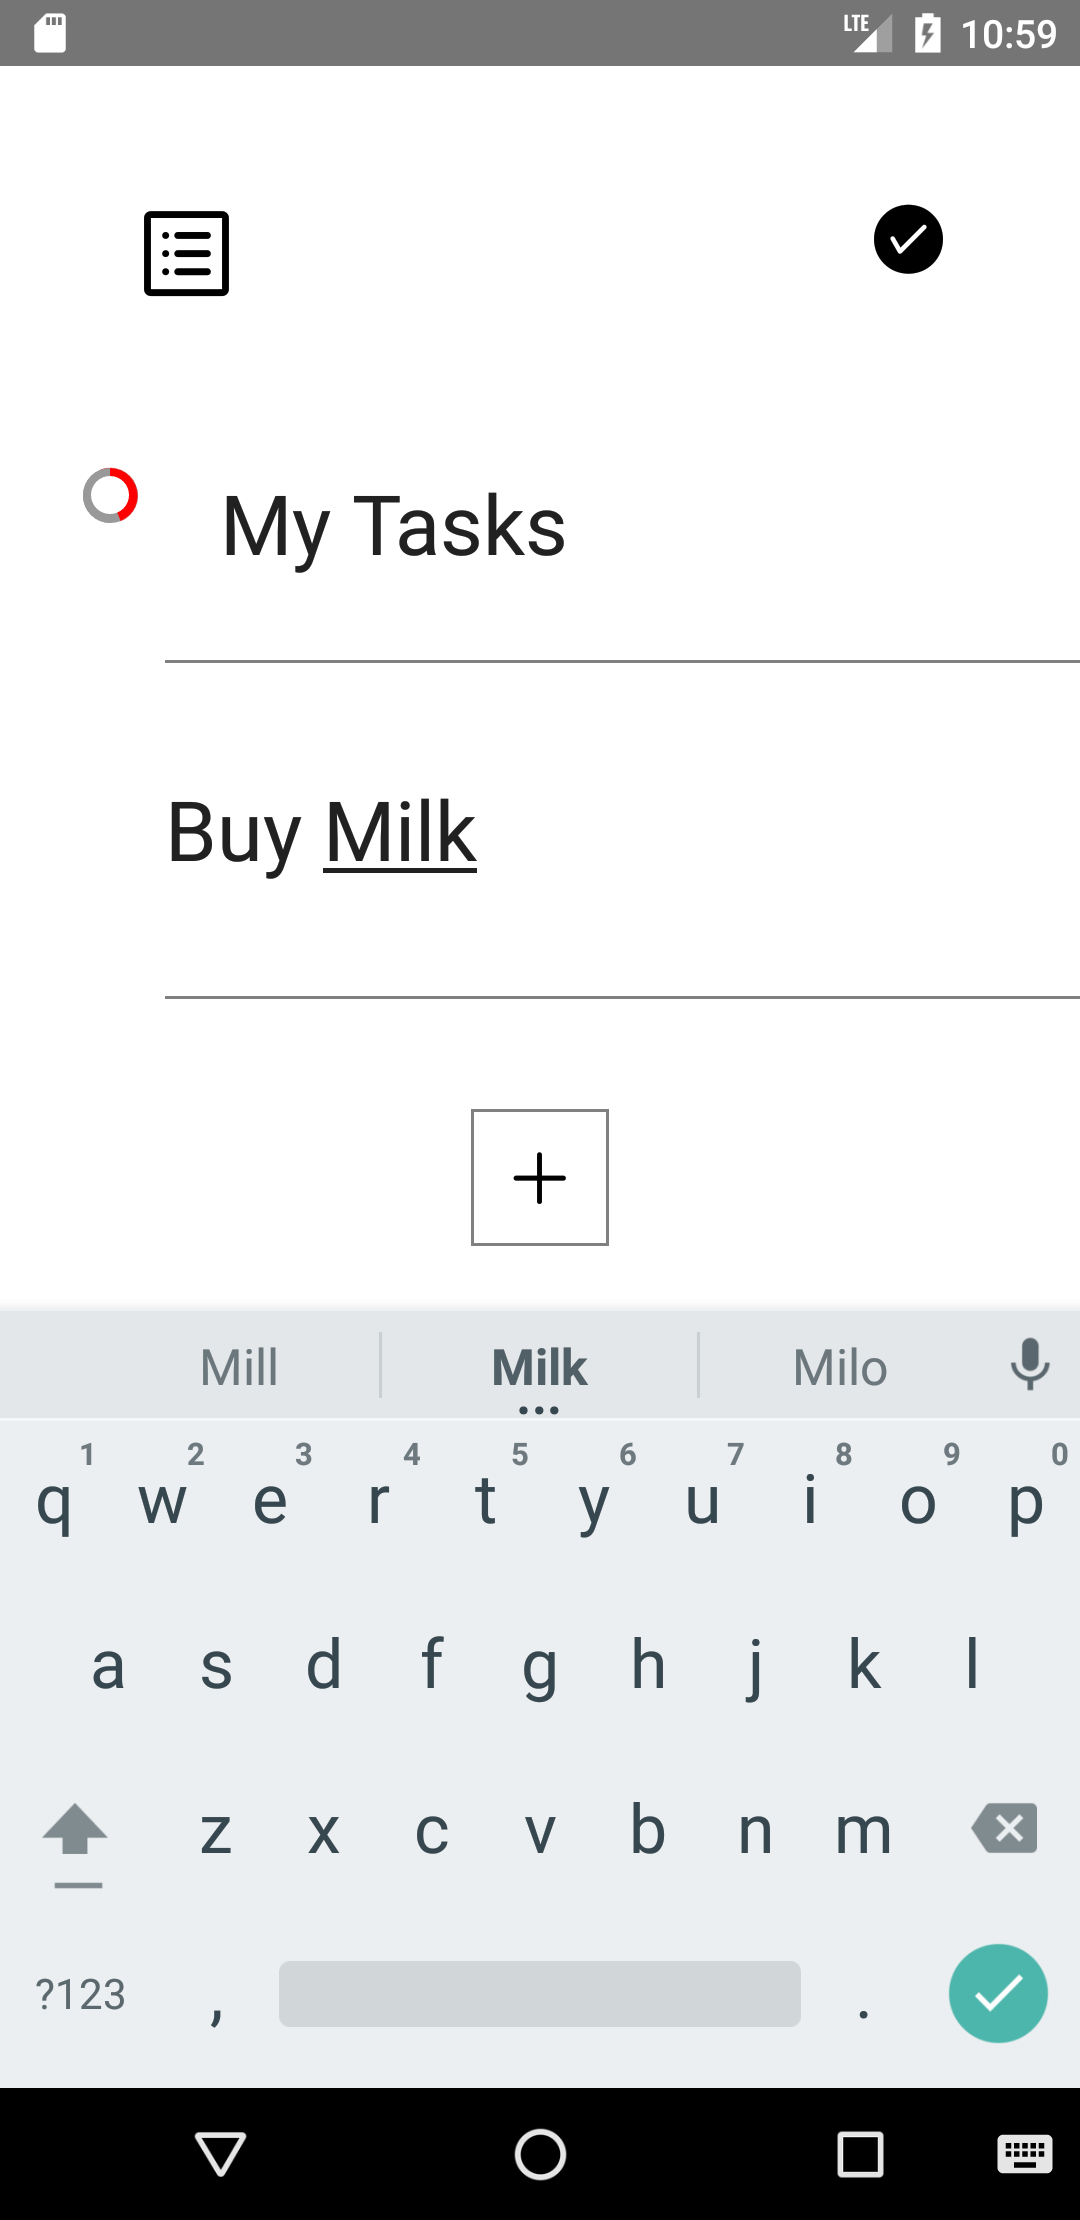 LTE 10:59
My Tasks
Buy Milk
Mill Milk Milo
1 2 3 4 5 6 7 8 9 0
q w e r t y u i o p
a s d f g h j k l
z x c v b n m
?123 , .